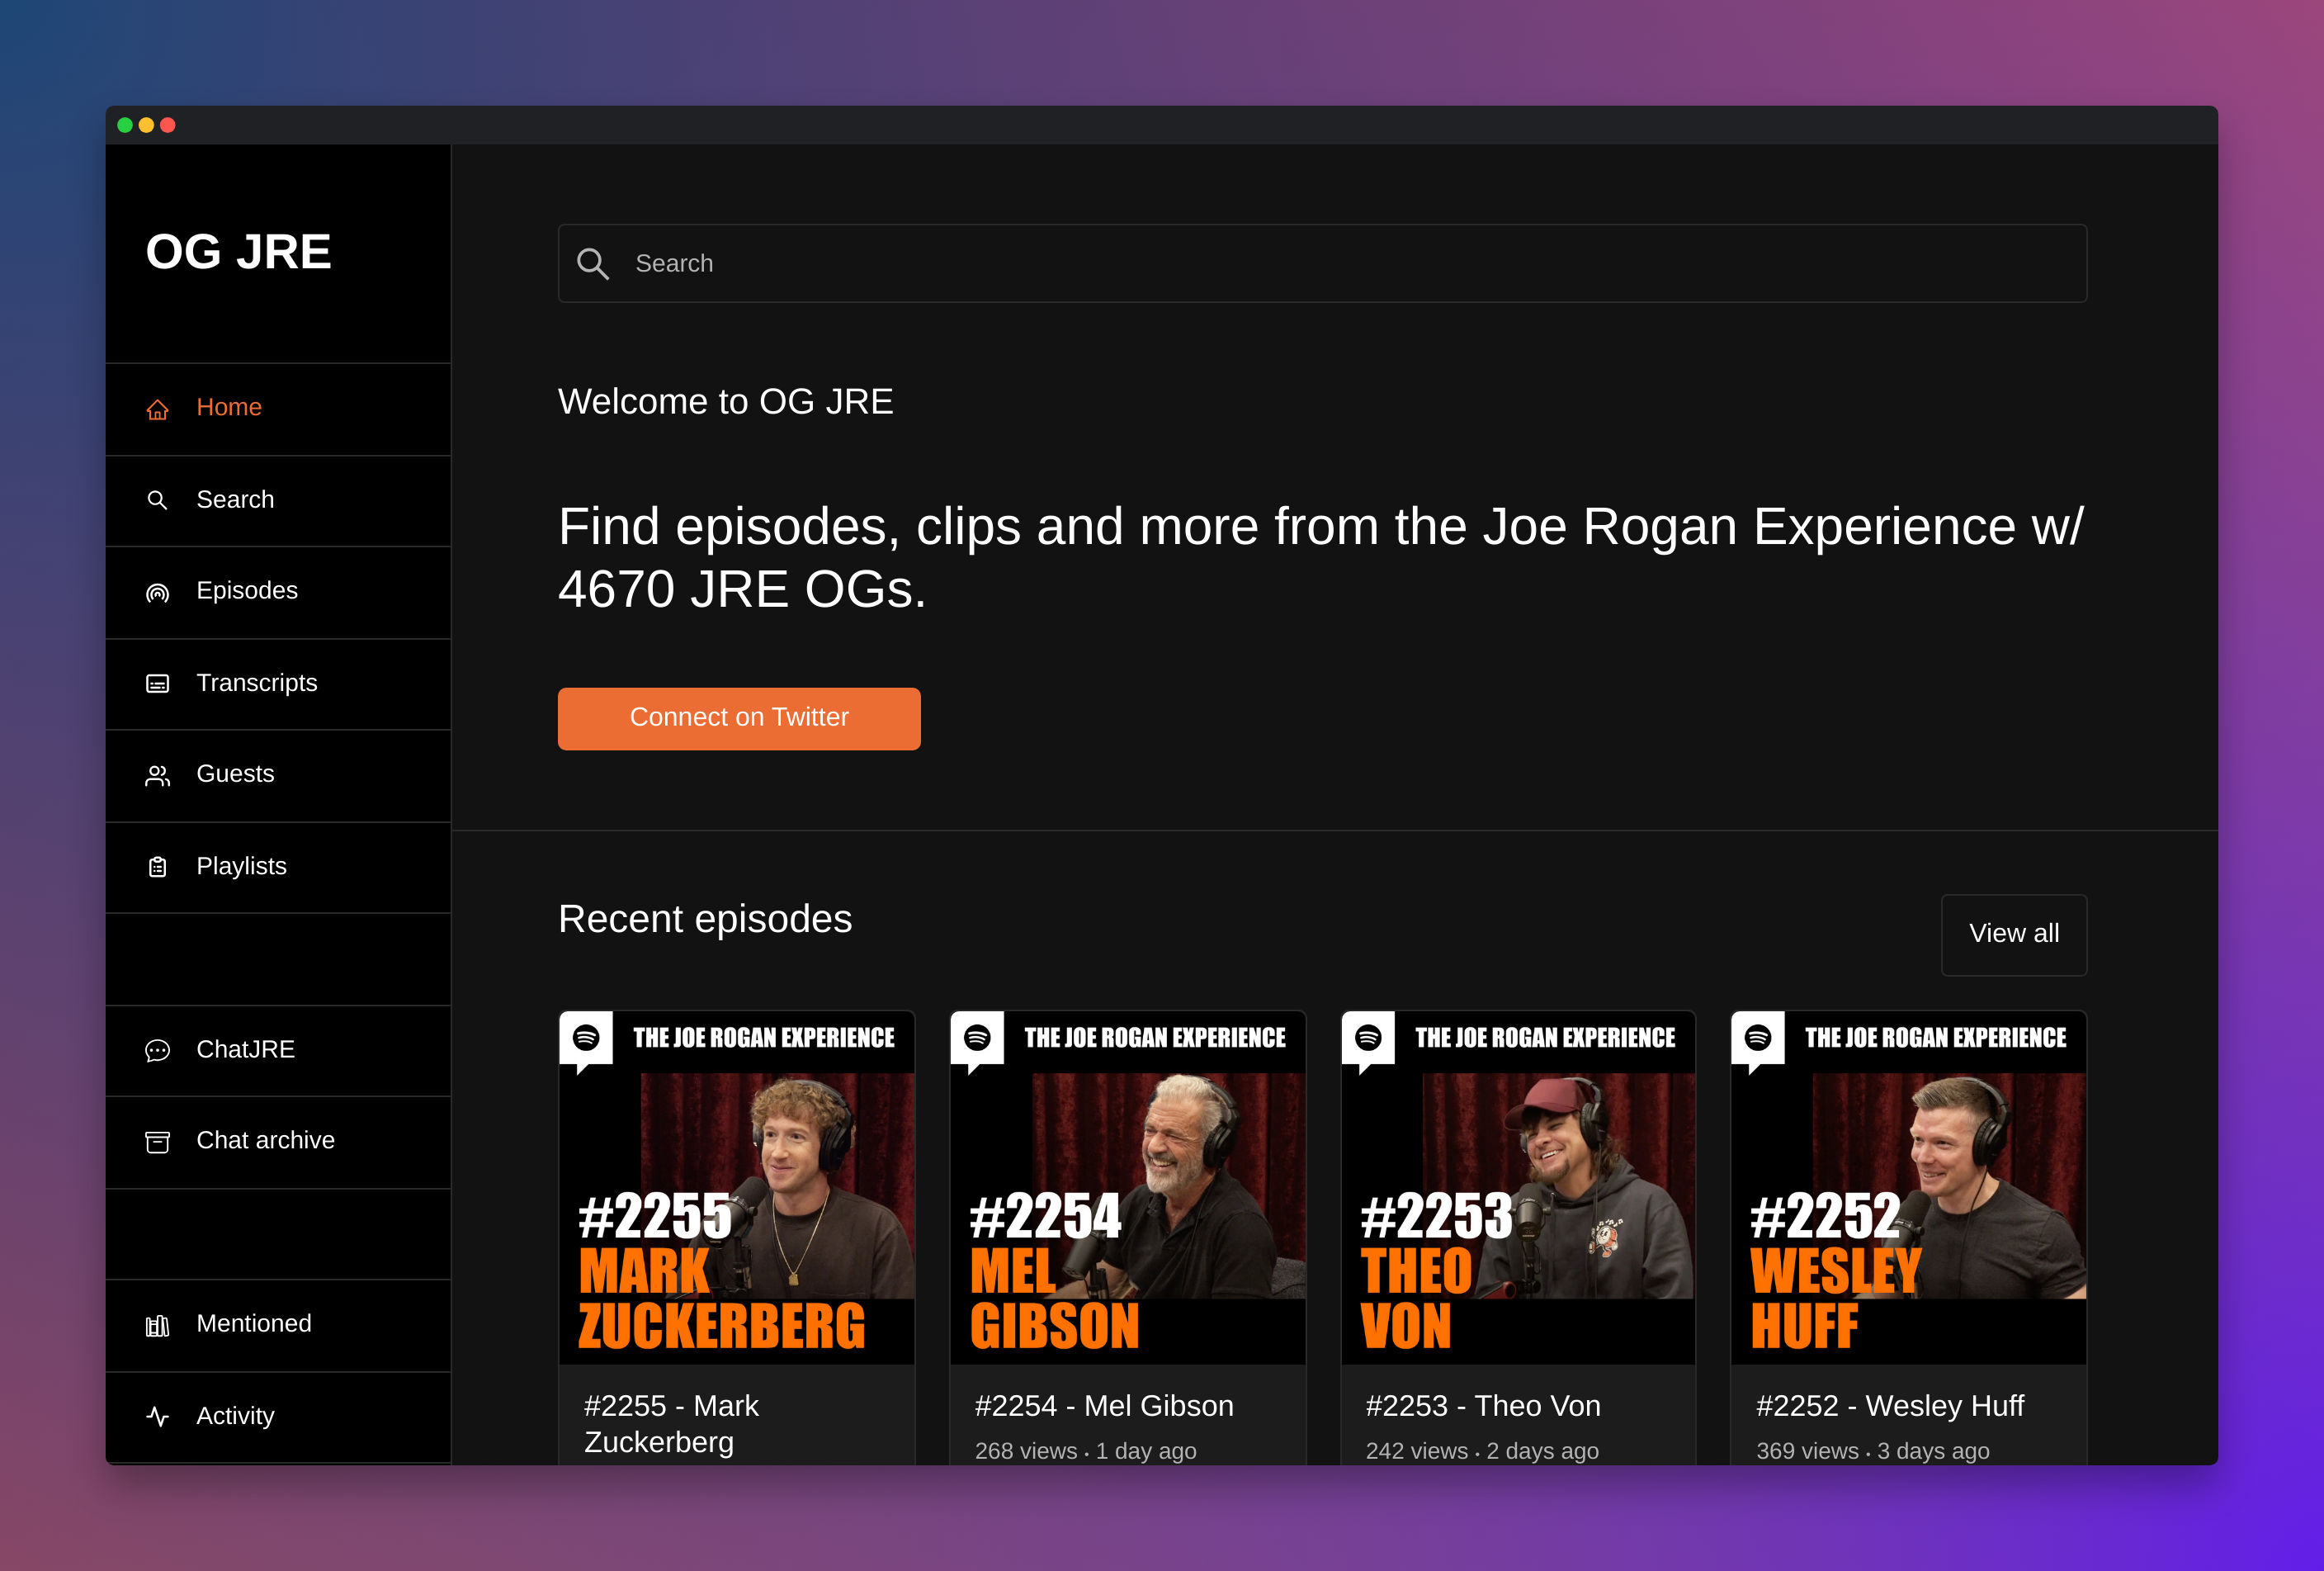 OG JRE
Home
Search
Episodes
Transcripts
Guests
Playlists
ChatJRE
Chat archive
Mentioned
Activity
Search
Welcome to OG JRE
Find episodes, clips and more from the Joe Rogan Experience w/
4670 JRE OGs.
Connect on Twitter
Recent episodes
View all
THE JOE ROGAN EXPERIENCE
#2255
MARK
ZUCKERBERG
#2255 - Mark
Zuckerberg
THE JOE ROGAN EXPERIENCE
#2254
MEL
GIBSON
#2254 - Mel Gibson
268 views • 1 day ago
THE JOE ROGAN EXPERIENCE
#2253
THEO
VON
#2253 - Theo Von
242 views • 2 days ago
THE JOE ROGAN EXPERIENCE
#2252
WESLEY
HUFF
#2252 - Wesley Huff
369 views • 3 days ago